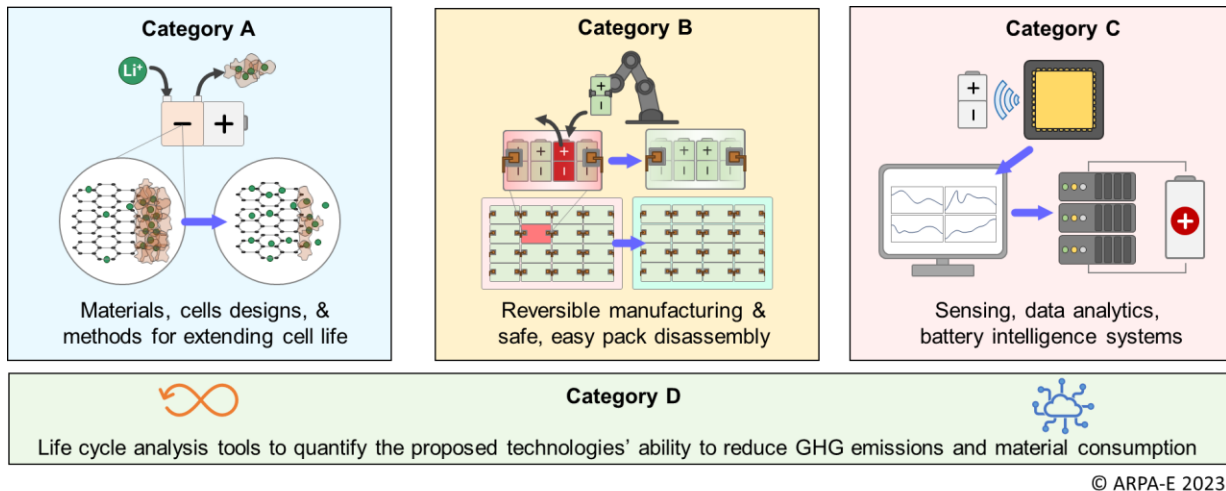 Category A
Li⁺
− +
Materials, cells designs, &
methods for extending cell life
Category B
+
−
+ + + +
− − − −
+ + + +
− − − −
Reversible manufacturing &
safe, easy pack disassembly
Category C
+
−
+
Sensing, data analytics,
battery intelligence systems
Category D
Life cycle analysis tools to quantify the proposed technologies’ ability to reduce GHG emissions and material consumption
© ARPA-E 2023